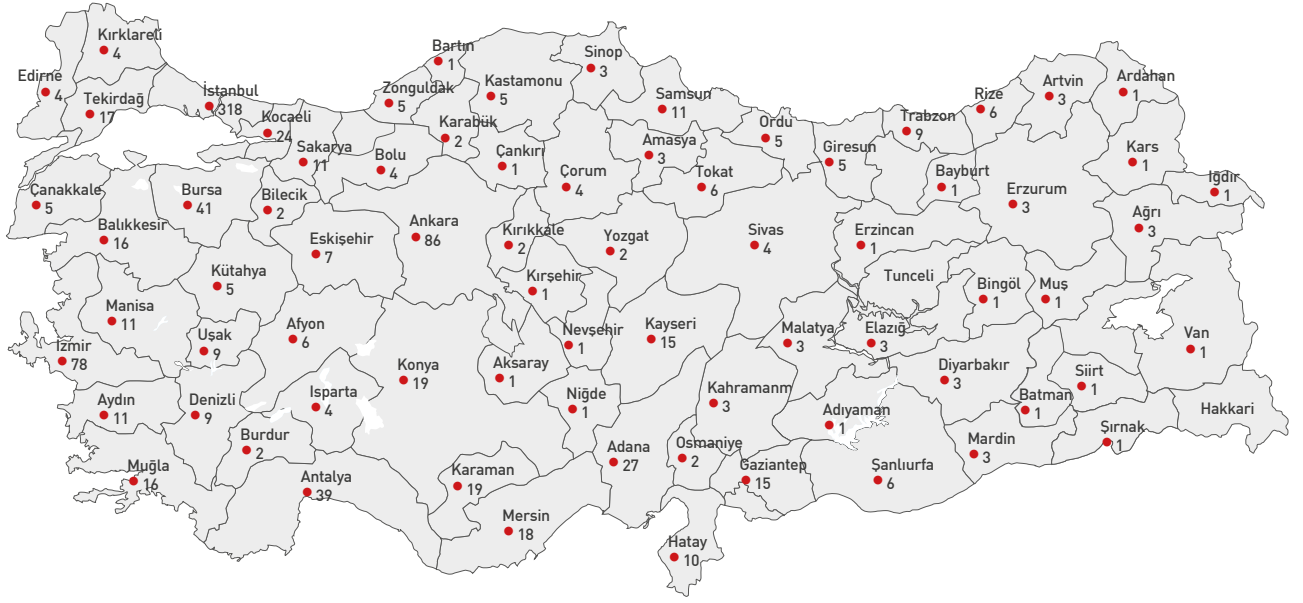 Kırklareli
4
Edirne
4
Tekirdağ
17
İstanbul
318
Kocaeli
24
Sakarya
11
Bartın
1
Zonguldak
5
Karabük
2
Kastamonu
5
Sinop
3
Samsun
11
Ordu
5
Giresun
5
Trabzon
9
Rize
6
Artvin
3
Ardahan
1
Kars
1
Iğdır
1
Ağrı
3
Erzurum
3
Bayburt
1
Erzincan
1
Sivas
4
Tokat
6
Amasya
3
Çorum
4
Çankırı
1
Bolu
4
Bilecik
2
Bursa
41
Çanakkale
5
Balıkkesir
16
Kütahya
5
Eskişehir
7
Ankara
86
Kırıkkale
2
Yozgat
2
Kırşehir
1
Nevşehir
1
Kayseri
15
Malatya
3
Elazığ
3
Tunceli
Bingöl
1
Muş
1
Van
1
Hakkari
Şırnak
1
Siirt
1
Batman
1
Diyarbakır
3
Mardin
3
Şanlıurfa
6
Adıyaman
1
Kahramanm
3
Gaziantep
15
Osmaniye
2
Hatay
10
Adana
27
Niğde
1
Aksaray
1
Konya
19
Karaman
19
Mersin
18
Antalya
39
Isparta
4
Burdur
2
Afyon
6
Uşak
9
Denizli
9
Manisa
11
İzmir
78
Aydın
11
Muğla
16